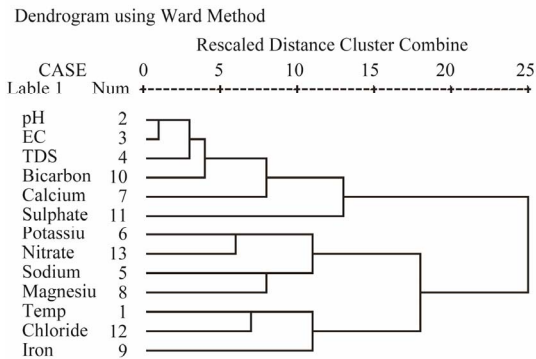 Dendrogram using Ward Method
Rescaled Distance Cluster Combine
CASE 0 5 10 15 20 25
Lable 1 Num
pH 2
EC 3
TDS 4
Bicarbon 10
Calcium 7
Sulphate 11
Potassiu 6
Nitrate 13
Sodium 5
Magnesiu 8
Temp 1
Chloride 12
Iron 9